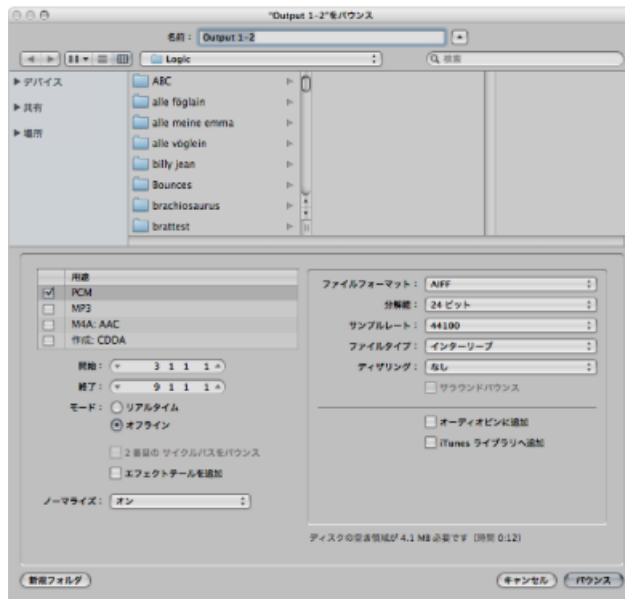 "Output 1-2"をバウンス
名前： Output 1-2
Logic
検索
デバイス
共有
場所
ABC
alle föglain
alle meine emma
alle vöglein
billy jean
Bounces
brachiosaurus
brattest
用途
PCM
MP3
M4A: AAC
作成: CDDA
開始： 3 1 1 1
終了： 9 1 1 1
モード： リアルタイム
オフライン
2 番目の サイクルパスをバウンス
エフェクトテールを追加
ノーマライズ： オン
ファイルフォーマット： AIFF
分解能： 24 ビット
サンプルレート： 44100
ファイルタイプ： インターリーブ
ディザリング： なし
サラウンドバウンス
オーディオビンに追加
iTunes ライブラリへ追加
ディスクの空き領域が 4.1 MB 必要です（時間 0:12）
新規フォルダ
キャンセル
バウンス